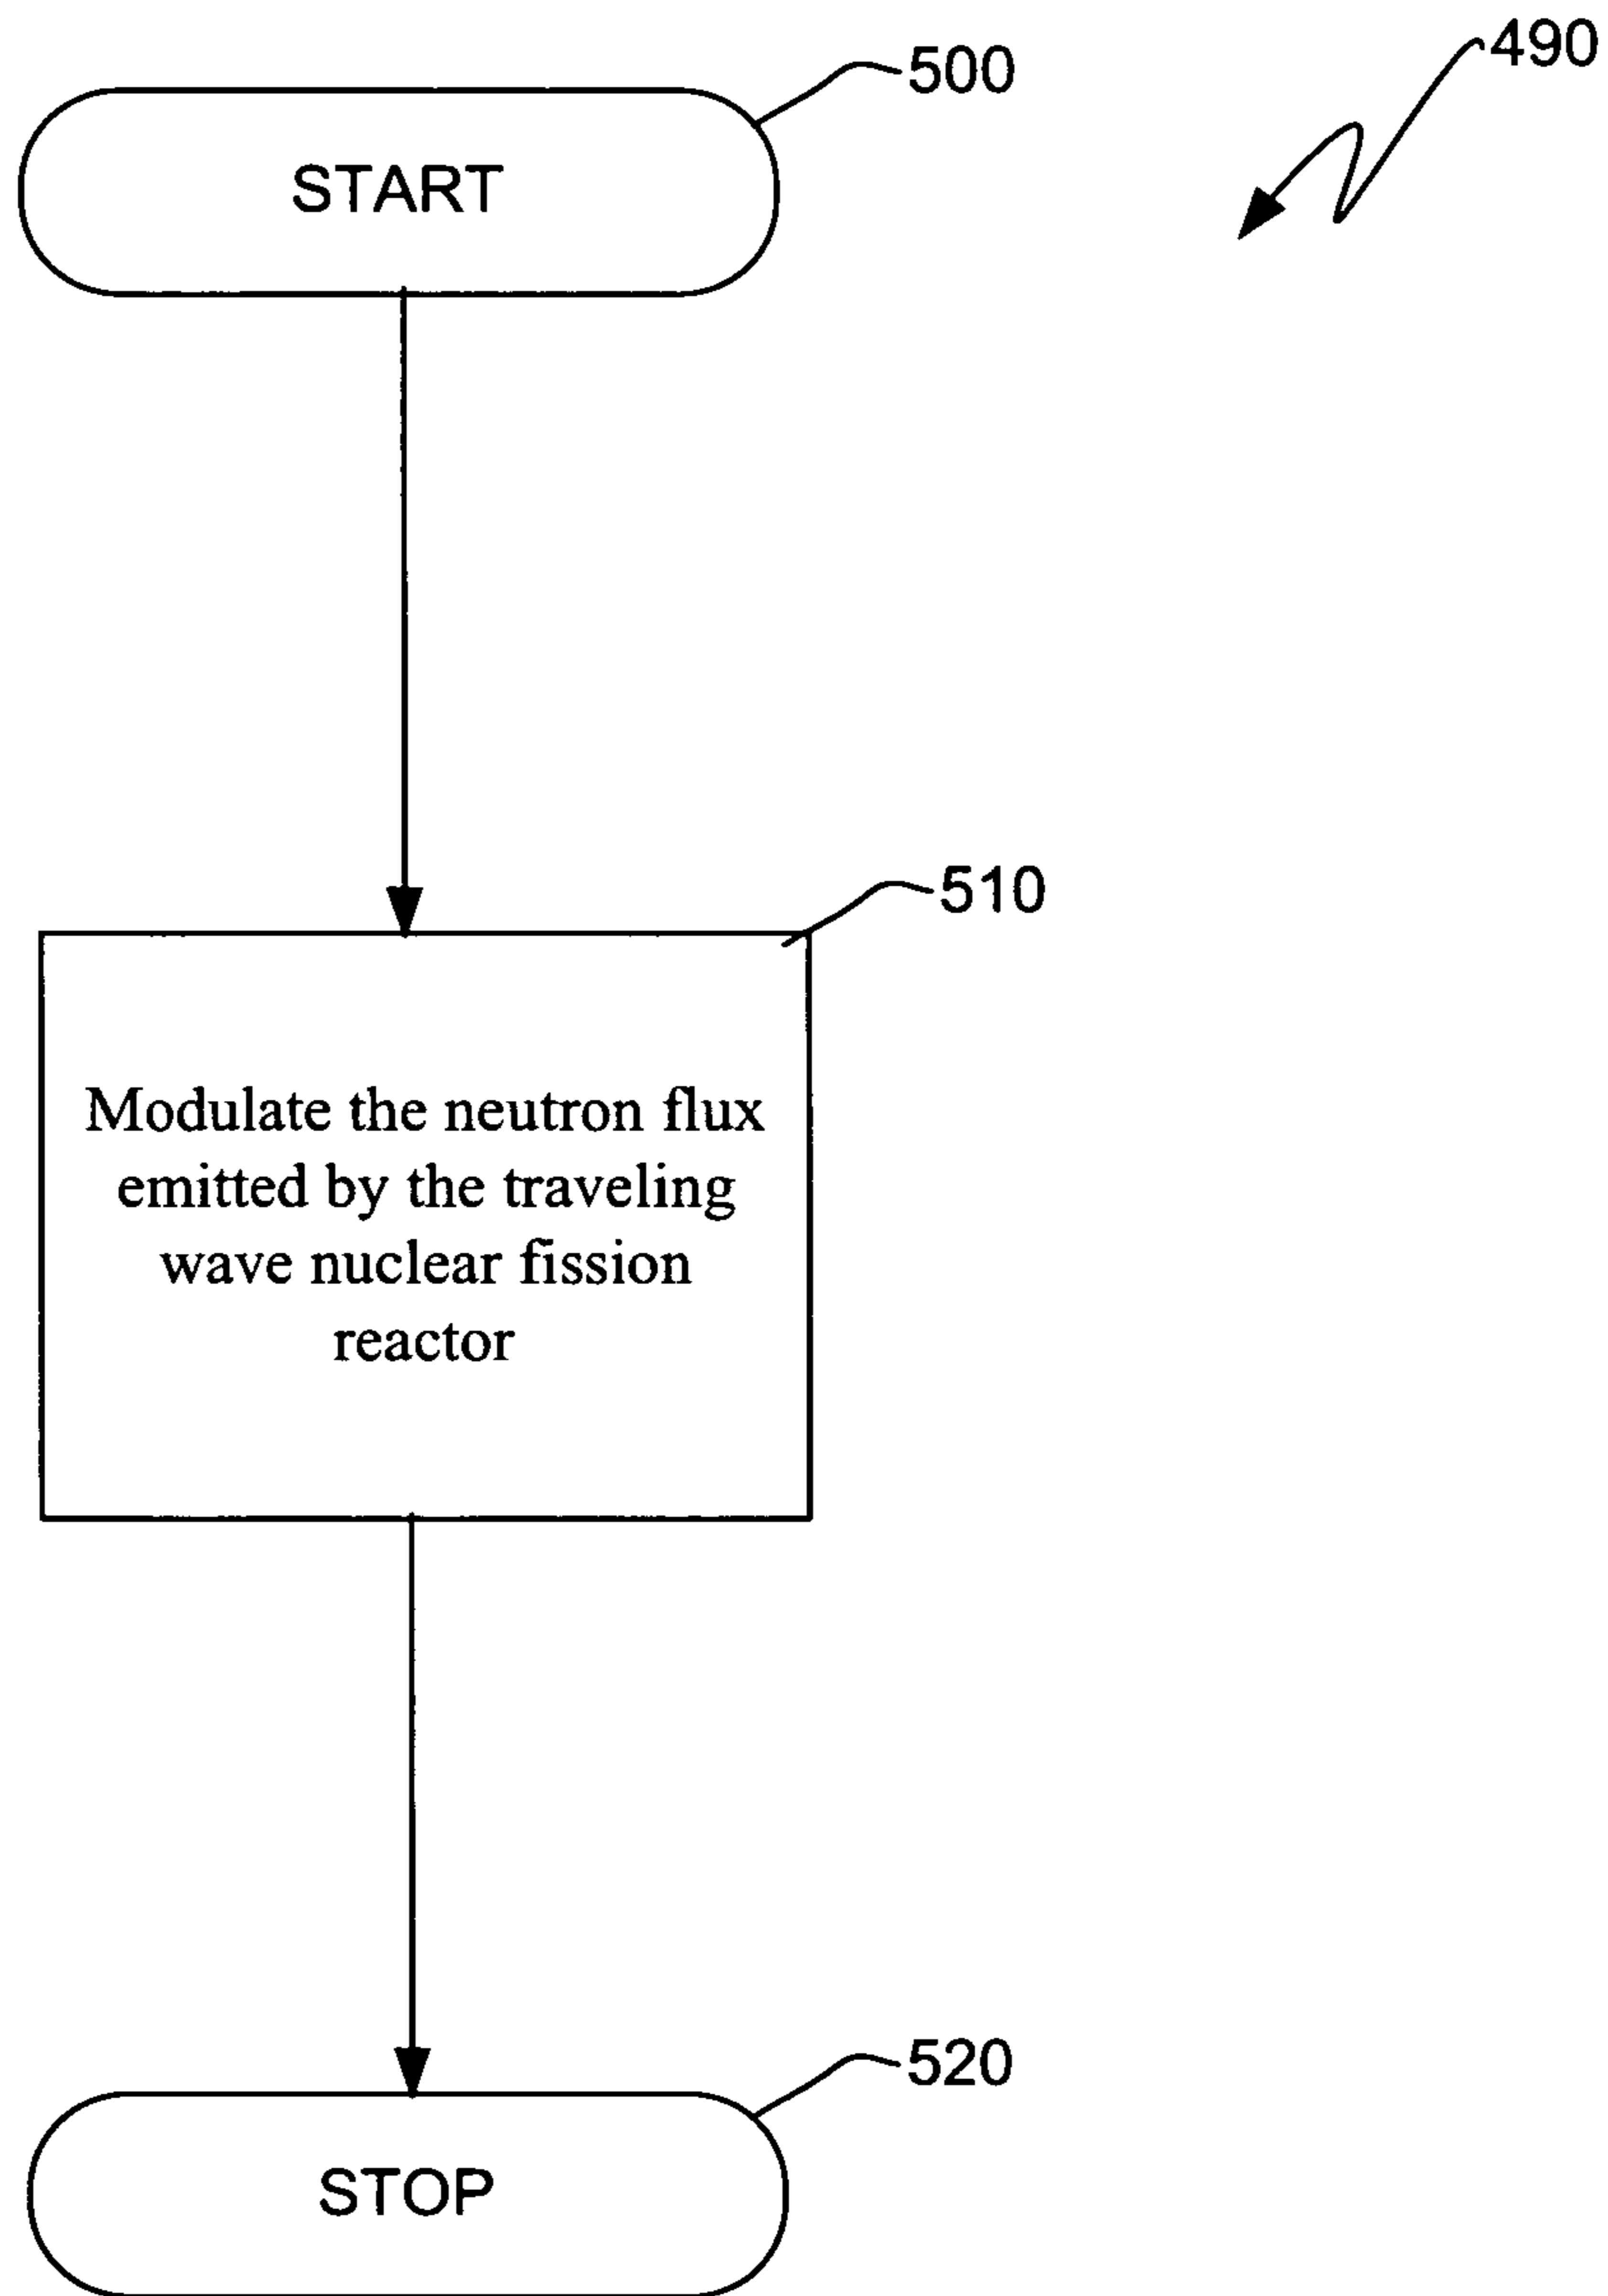 490
500
START
510
Modulate the neutron flux
emitted by the traveling
wave nuclear fission
reactor
520
STOP